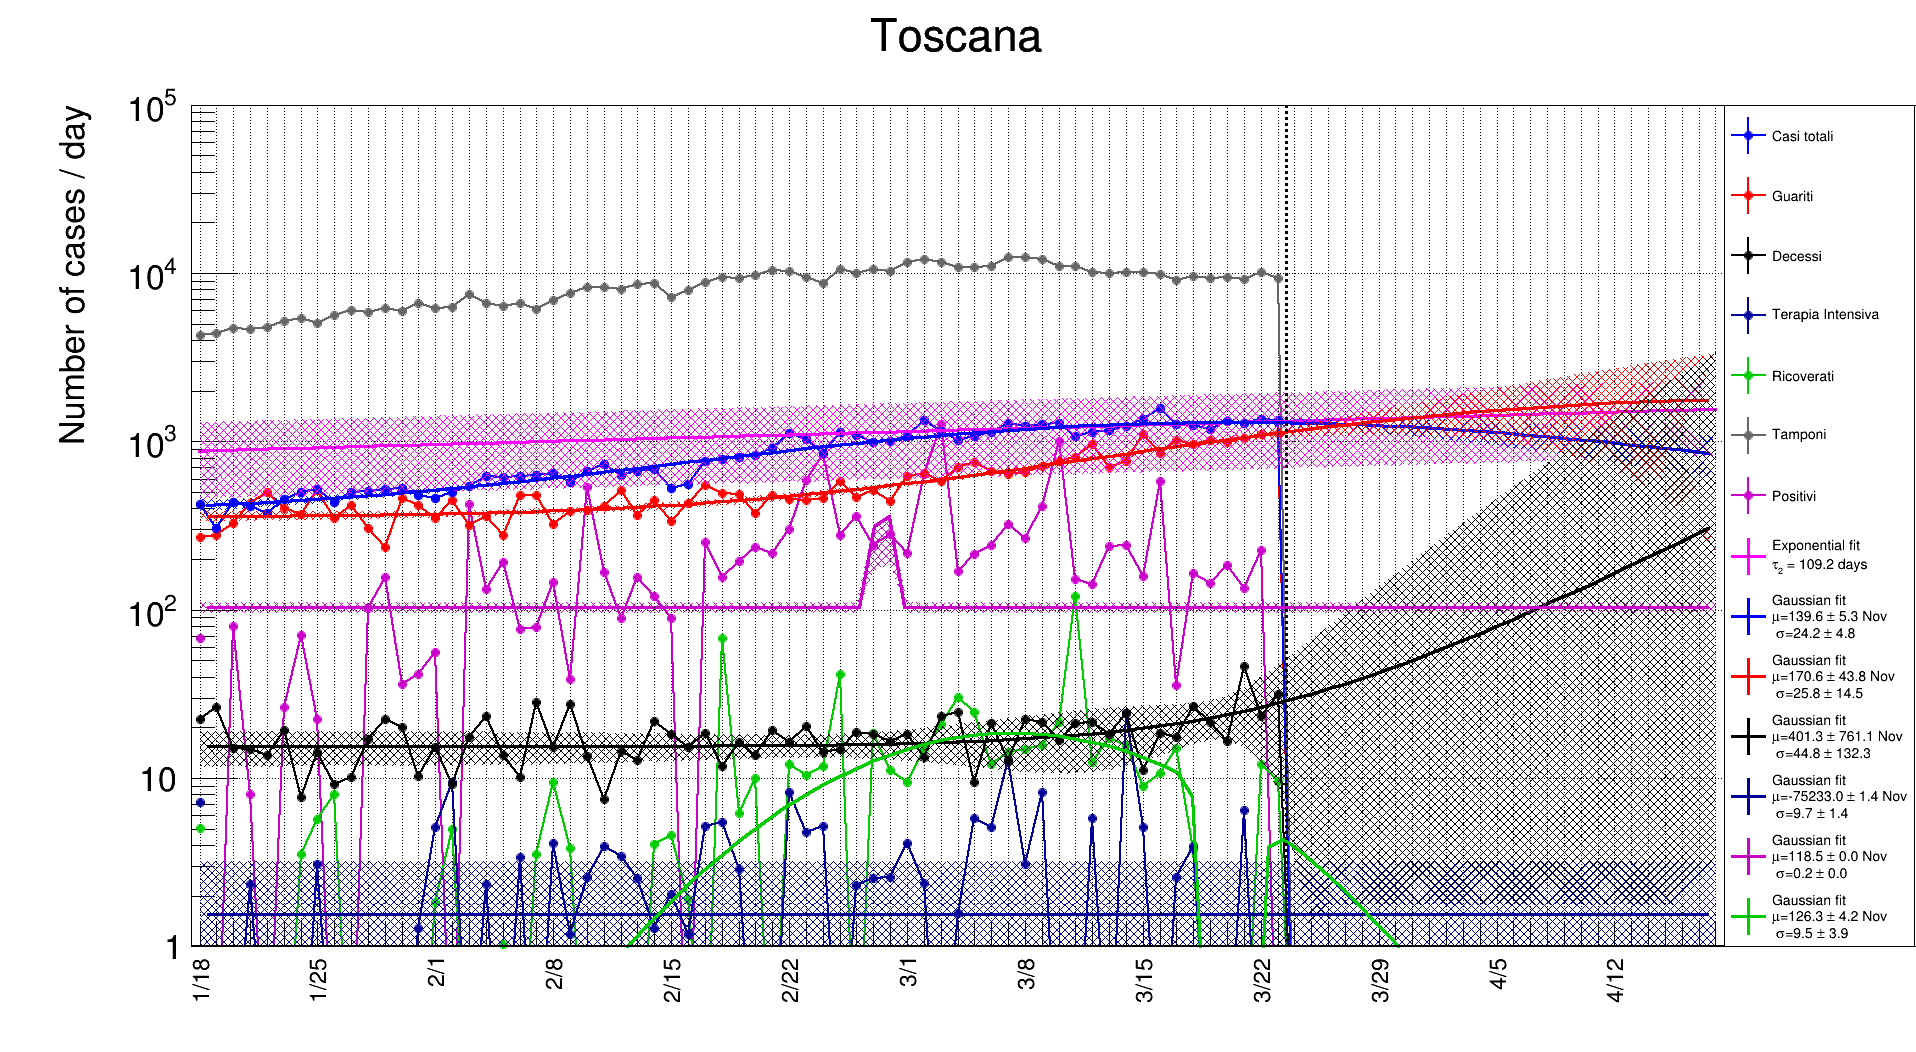 Toscana
Number of cases / day
10^5
10^4
10^3
10^2
10
1
1/18
1/25
2/1
2/8
2/15
2/22
3/1
3/8
3/15
3/22
3/29
4/5
4/12
Casi totali
Guariti
Decessi
Terapia Intensiva
Ricoverati
Tamponi
Positivi
Exponential fit
τ₂ = 109.2 days
Gaussian fit
μ=139.6 ± 5.3 Nov
σ=24.2 ± 4.8
Gaussian fit
μ=170.6 ± 43.8 Nov
σ=25.8 ± 14.5
Gaussian fit
μ=401.3 ± 761.1 Nov
σ=44.8 ± 132.3
Gaussian fit
μ=-75233.0 ± 1.4 Nov
σ=9.7 ± 1.4
Gaussian fit
μ=118.5 ± 0.0 Nov
σ=0.2 ± 0.0
Gaussian fit
μ=126.3 ± 4.2 Nov
σ=9.5 ± 3.9